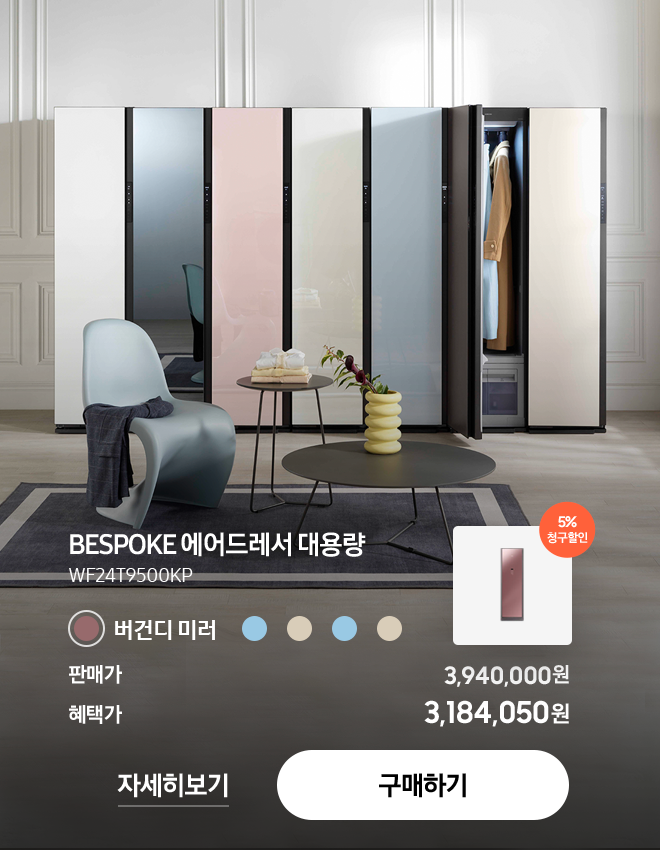 5%
청구할인
BESPOKE 에어드레서 대용량
WF24T9500KP
버건디 미러
판매가 3,940,000원
혜택가 3,184,050원
자세히보기 구매하기